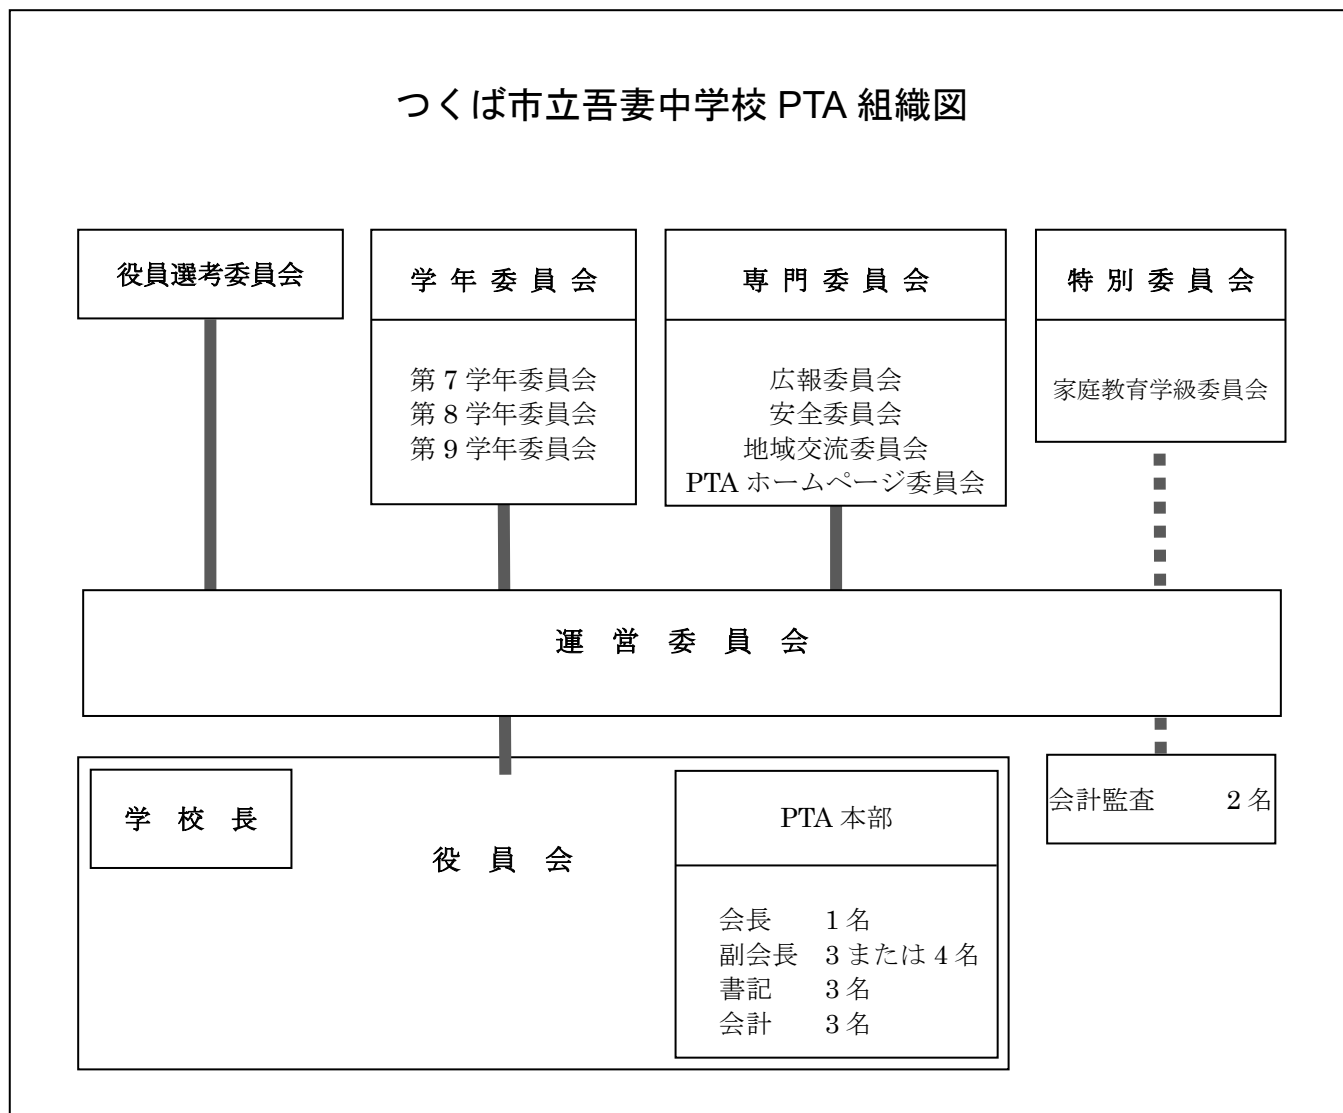 つくば市立吾妻中学校 PTA 組織図
役員選考委員会
学年委員会
第 7 学年委員会
第 8 学年委員会
第 9 学年委員会
専門委員会
広報委員会
安全委員会
地域交流委員会
PTA ホームページ委員会
特別委員会
家庭教育学級委員会
運営委員会
学校長
役員会
PTA 本部
会長 1 名
副会長 3 または 4 名
書記 3 名
会計 3 名
会計監査 2 名